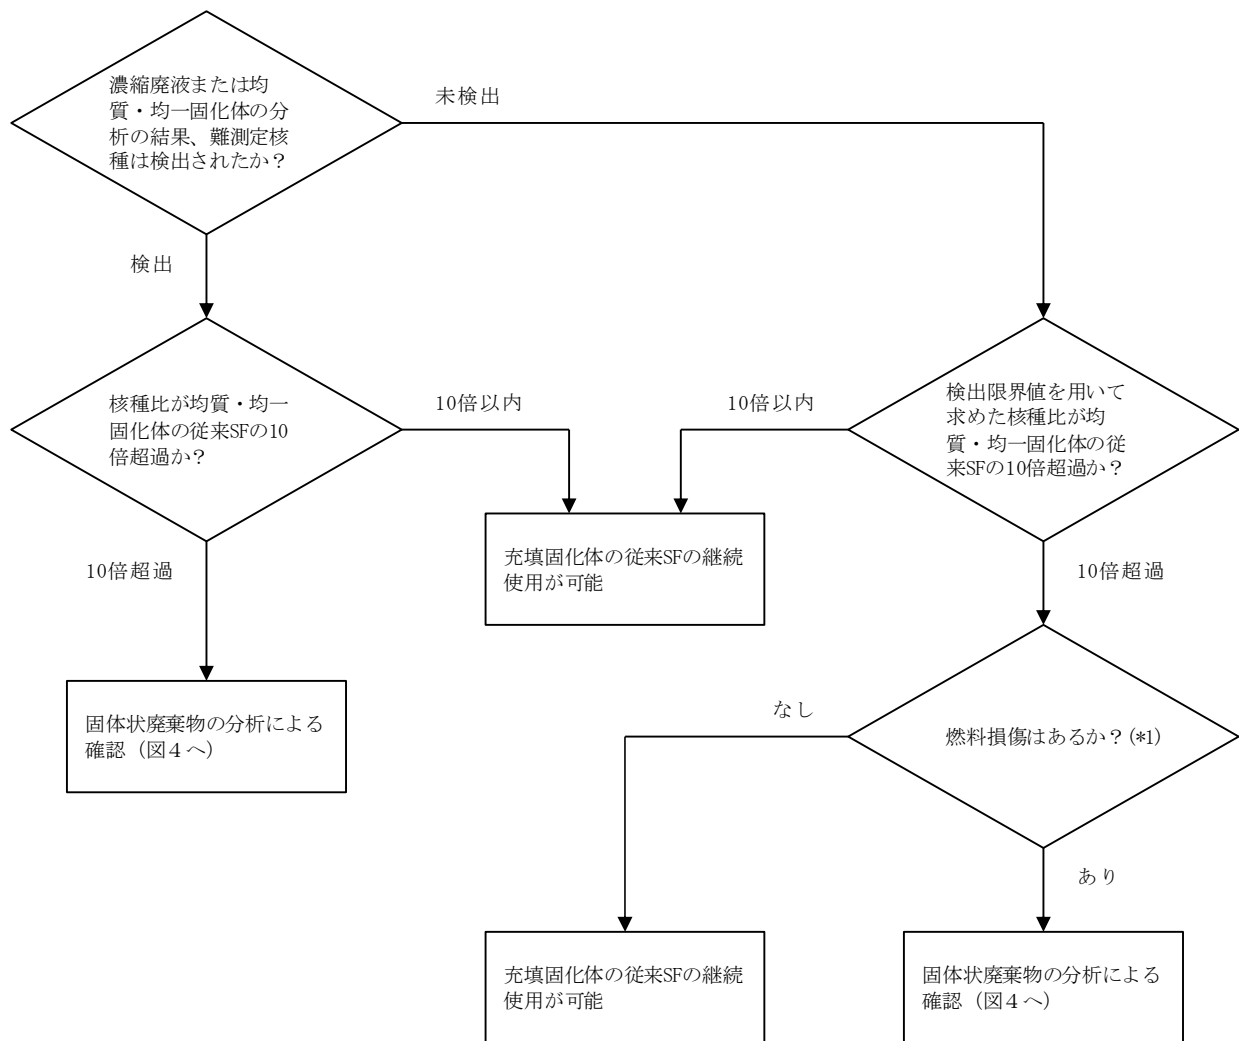 濃縮廃液または均
質・均一固化体の分
析の結果、難測定核
種は検出されたか？
未検出
検出
核種比が均質・均一
固化体の従来SFの10
倍超過か？
10倍以内
10倍以内
検出限界値を用いて
求めた核種比が均
質・均一固化体の従
来SFの10倍超過か？
充填固化体の従来SFの継続
使用が可能
10倍超過
10倍超過
固体状廃棄物の分析による
確認（図４へ）
なし
燃料損傷はあるか？(*1)
あり
充填固化体の従来SFの継続
使用が可能
固体状廃棄物の分析による
確認（図４へ）